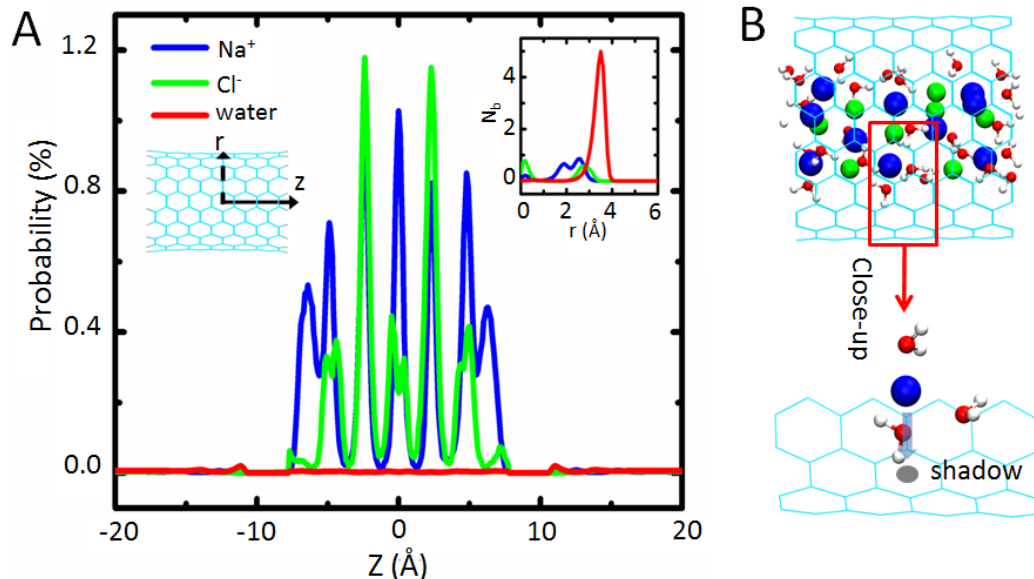 A
Na⁺
Cl⁻
water
r
z
Probability (%)
1.2
0.8
0.4
0.0
-20
-10
0
10
20
Z (Å)
N_b
4
2
0
0
2
4
6
r (Å)
B
Close-up
shadow